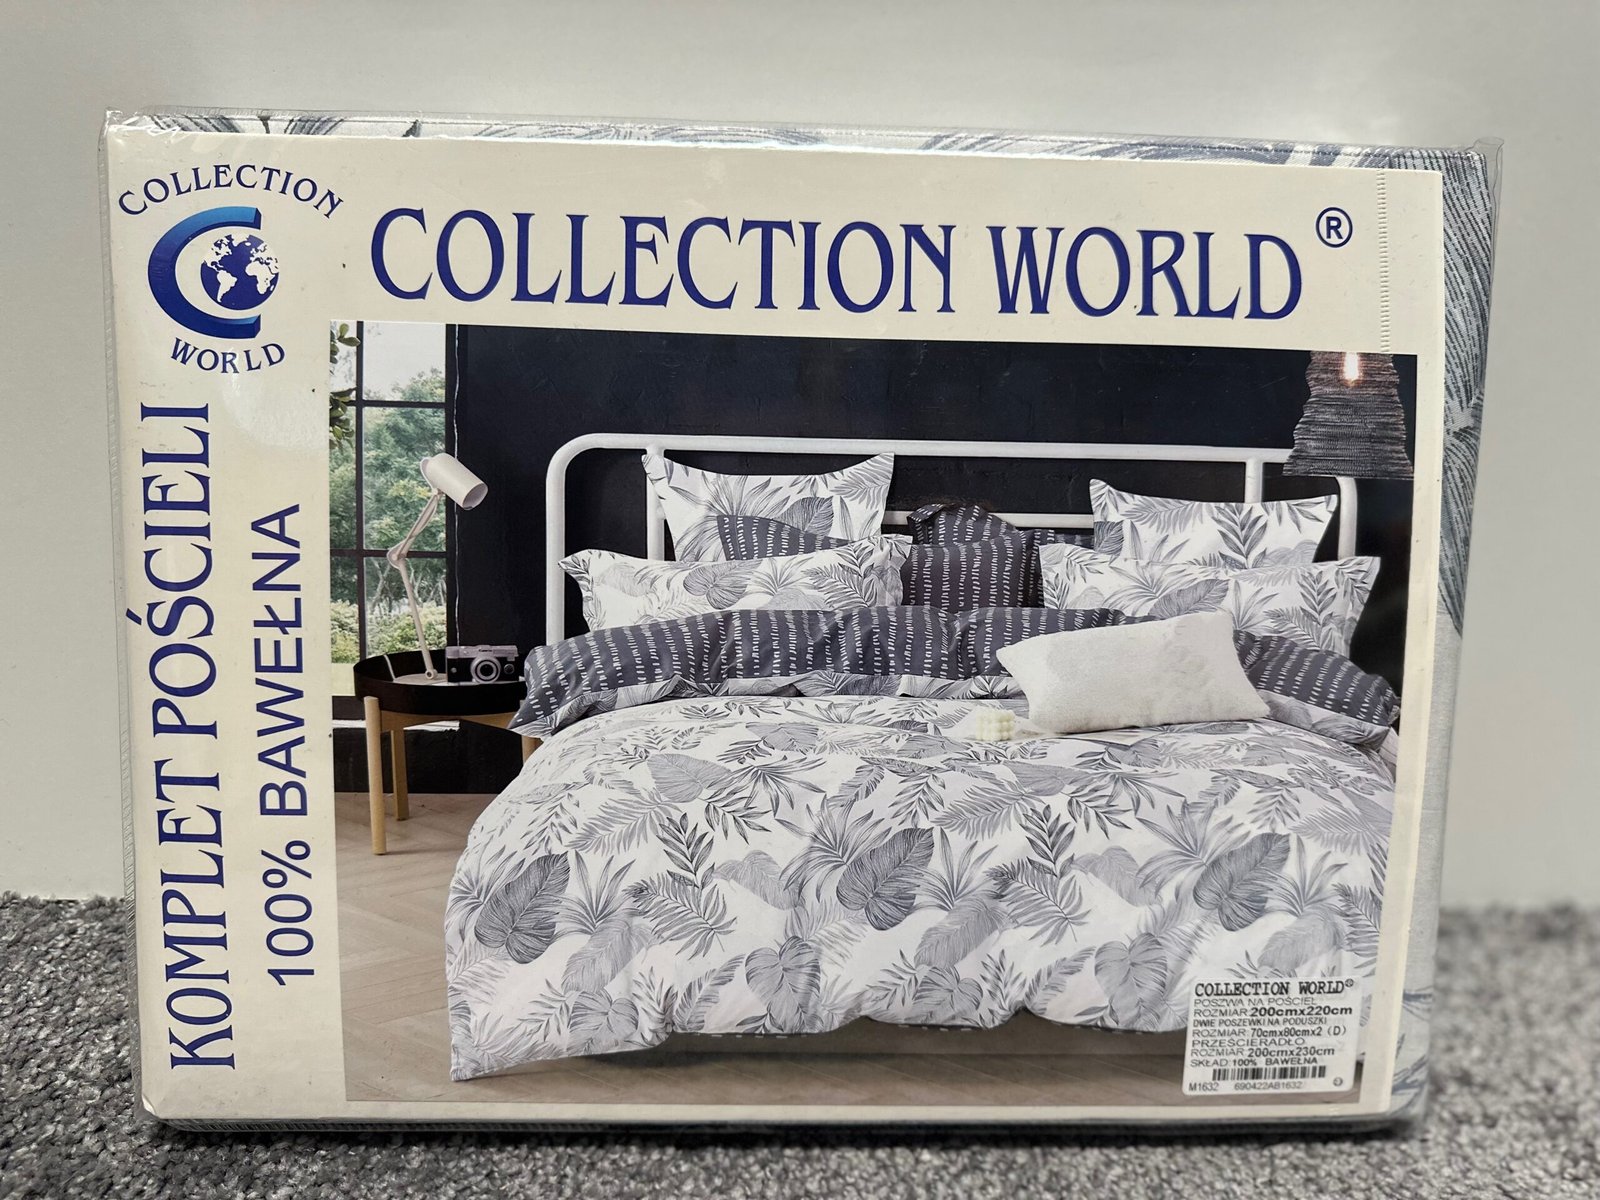 COLLECTION
WORLD
COLLECTION WORLD ®
KOMPLET POŚCIELI
100% BAWEŁNA
COLLECTION WORLD®
POSZWA NA POŚCIEL
ROZMIAR:200cmx220cm
DWIE POSZEWKI NA PODUSZKI
ROZMIAR:70cmx80cmx2 (D)
PRZEŚCIERADŁO
ROZMIAR:200cmx230cm
SKŁAD:100% BAWEŁNA
M1632 690422AB1632